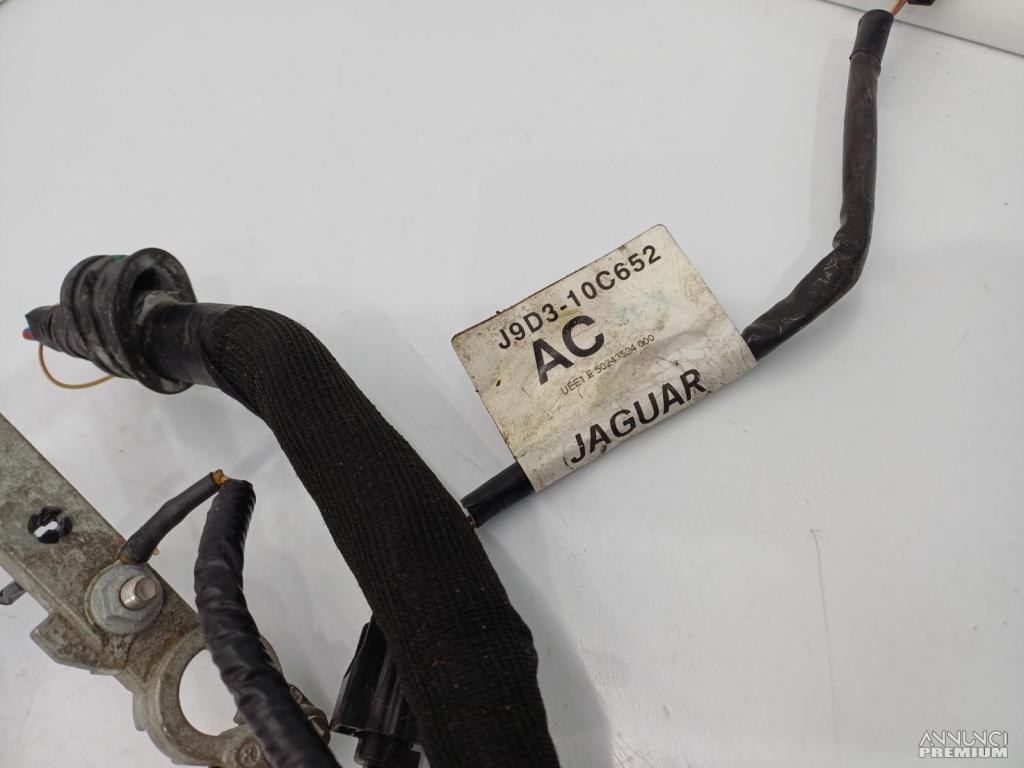 J9D3-10C652
AC
UEE1 E 50243524 000
JAGUAR
ANNUNCI
PREMIUM